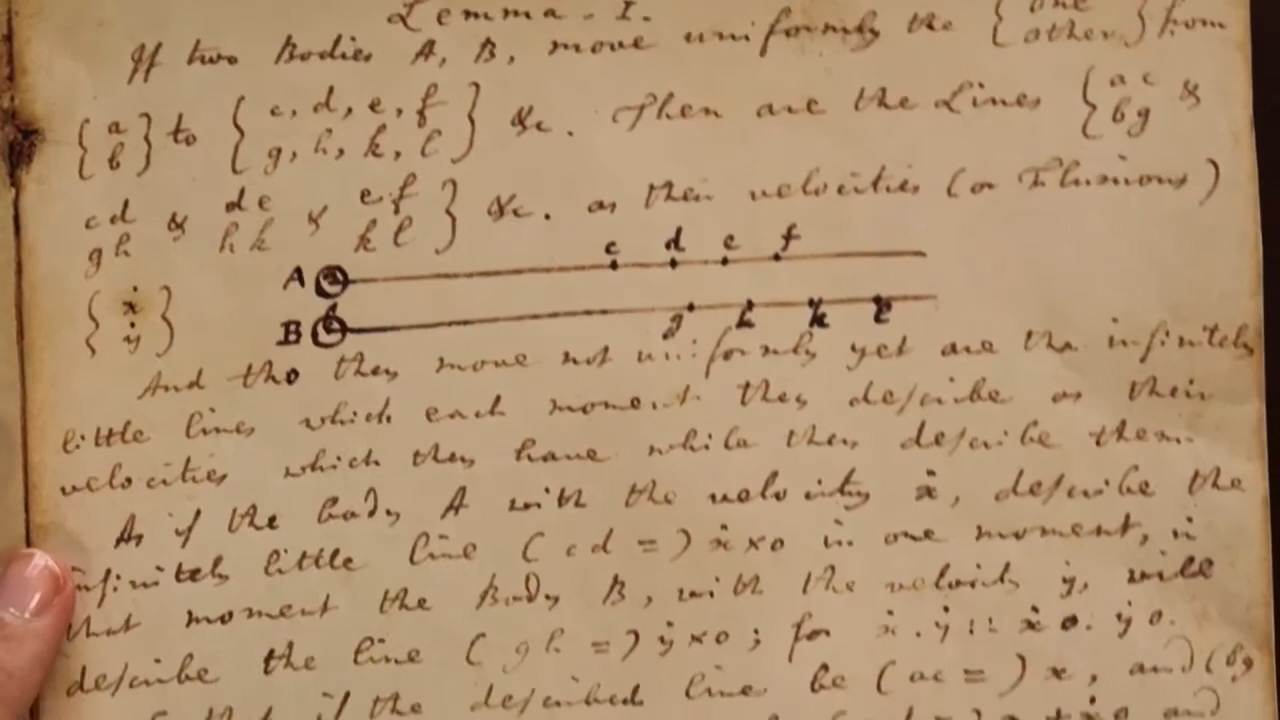 Lemma. I.
If two Bodies A, B, move uniformly the { one other } from
{ a b } to { c, d, e, f g, h, k, l } &c. Then are the Lines { ac bg &
cd gh & de hk & ef kl } &c. as their velocities (or Fluxions)
{ ẋ ẏ }
c d e f
A a
B b
g h k l
And tho they move not uniformly yet are the infinitely
little lines which each moment they describe as their
velocities which they have while they describe them.
As if the body A with the velocity ẋ, describe the
infinitely little line (cd =) ẋ×o in one moment, in
that moment the Body B, with the velocity ẏ, will
describe the line (gh =) ẏ×o; for ẋ.ẏ::ẋo.ẏo.
if the described lines be (ac =) x, and (bg